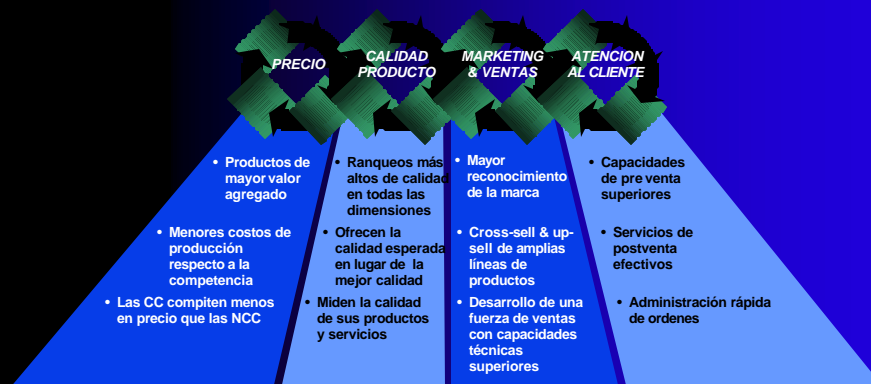 PRECIO
CALIDAD
PRODUCTO
MARKETING
& VENTAS
ATENCION
AL CLIENTE
• Productos de
mayor valor
agregado
• Menores costos de
producción
respecto a la
competencia
• Las CC compiten menos
en precio que las NCC
• Ranqueos más
altos de calidad
en todas las
dimensiones
• Ofrecen la
calidad esperada
en lugar de la
mejor calidad
• Miden la calidad
de sus productos
y servicios
• Mayor
reconocimiento
de la marca
• Cross-sell & up-
sell de amplias
líneas de
productos
• Desarrollo de una
fuerza de ventas
con capacidades
técnicas
superiores
• Capacidades
de pre venta
superiores
• Servicios de
postventa
efectivos
• Administración rápida
de ordenes